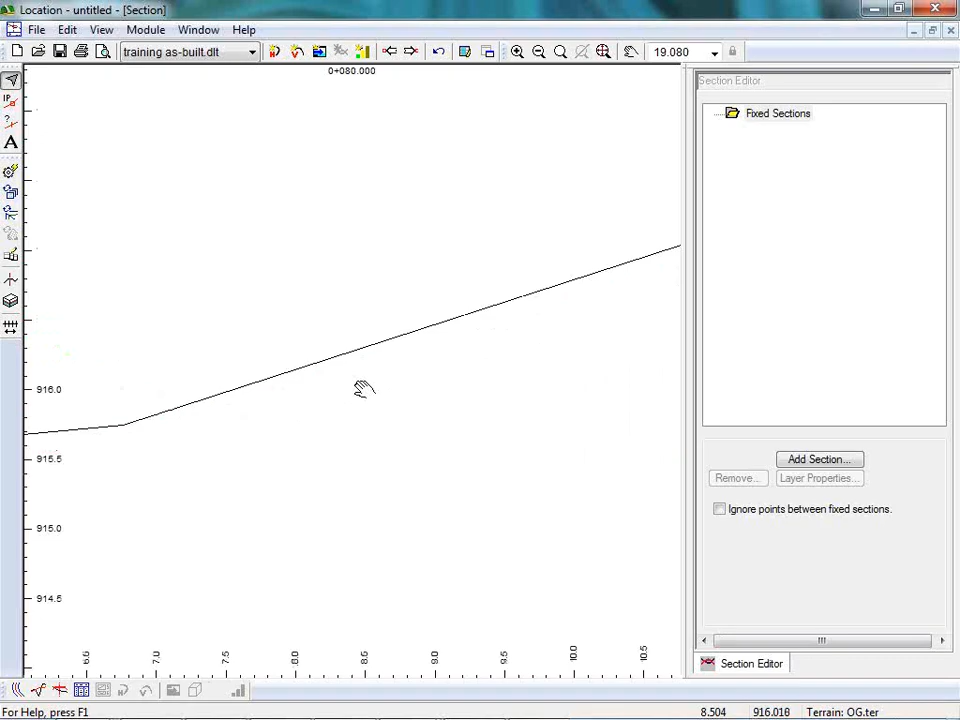 Location - untitled - [Section]
File Edit View Module Window Help
training as-built.dlt
19.080
0+080.000
916.0
915.5
915.0
914.5
6.5 7.0 7.5 8.0 8.5 9.0 9.5 10.0 10.5
Section Editor
Fixed Sections
Add Section...
Remove... Layer Properties...
Ignore points between fixed sections.
Section Editor
For Help, press F1
8.504 916.010 Terrain: OG.ter